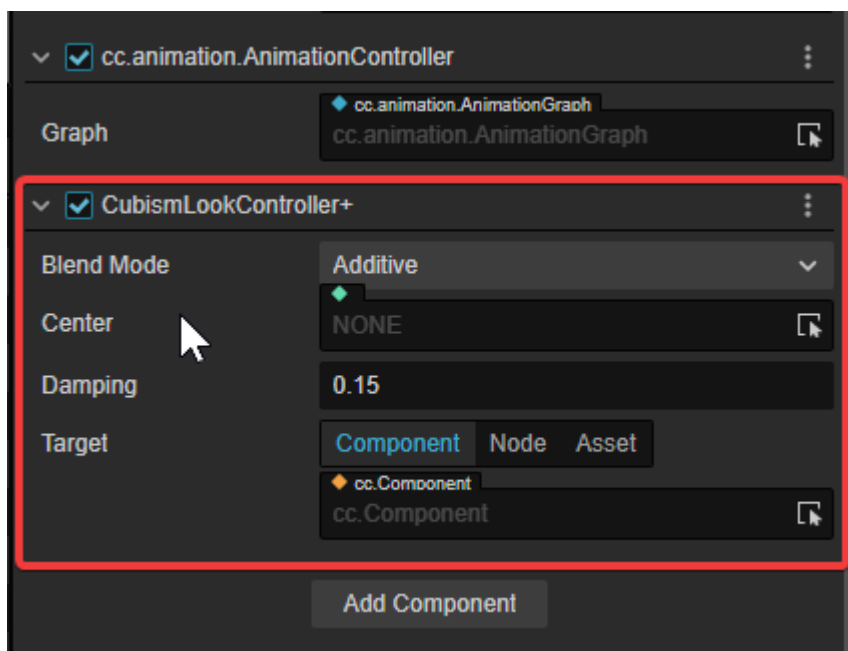 cc.animation.AnimationController
cc.animation.AnimationGraph
Graph
cc.animation.AnimationGraph
CubismLookController+
Blend Mode
Additive
Center
NONE
Damping
0.15
Target
Component Node Asset
cc.Component
cc.Component
Add Component